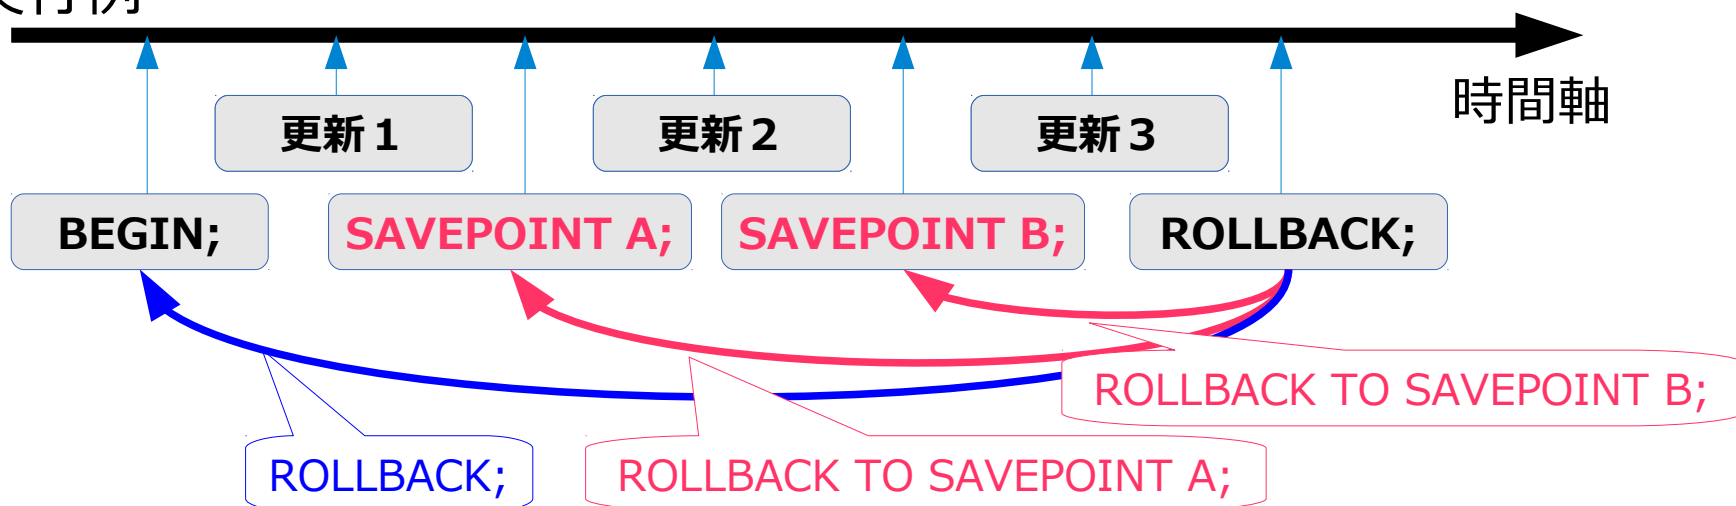 時間軸
更新１
更新２
更新３
BEGIN;
SAVEPOINT A;
SAVEPOINT B;
ROLLBACK;
ROLLBACK TO SAVEPOINT B;
ROLLBACK;
ROLLBACK TO SAVEPOINT A;